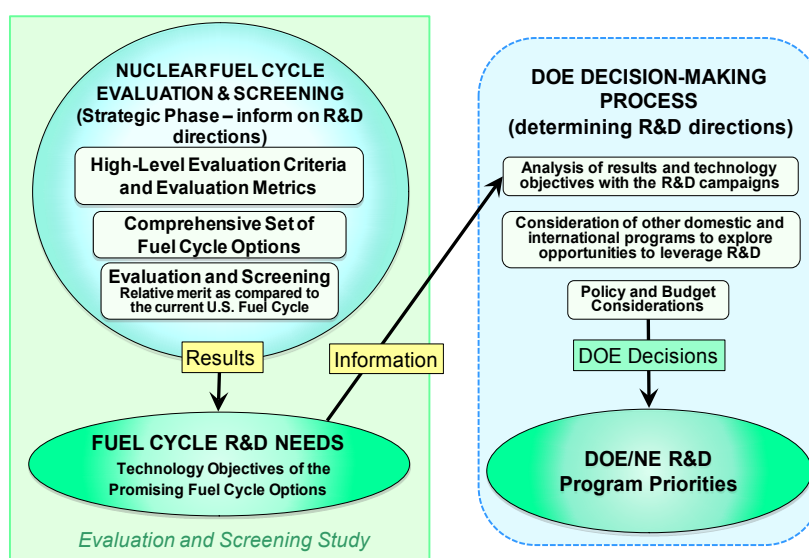 NUCLEAR FUEL CYCLE
EVALUATION & SCREENING
(Strategic Phase – inform on R&D
directions)
High-Level Evaluation Criteria
and Evaluation Metrics
Comprehensive Set of
Fuel Cycle Options
Evaluation and Screening
Relative merit as compared to
the current U.S. Fuel Cycle
Results
Information
FUEL CYCLE R&D NEEDS
Technology Objectives of the
Promising Fuel Cycle Options
Evaluation and Screening Study
DOE DECISION-MAKING
PROCESS
(determining R&D directions)
Analysis of results and technology
objectives with the R&D campaigns
Consideration of other domestic and
international programs to explore
opportunities to leverage R&D
Policy and Budget
Considerations
DOE Decisions
DOE/NE R&D
Program Priorities